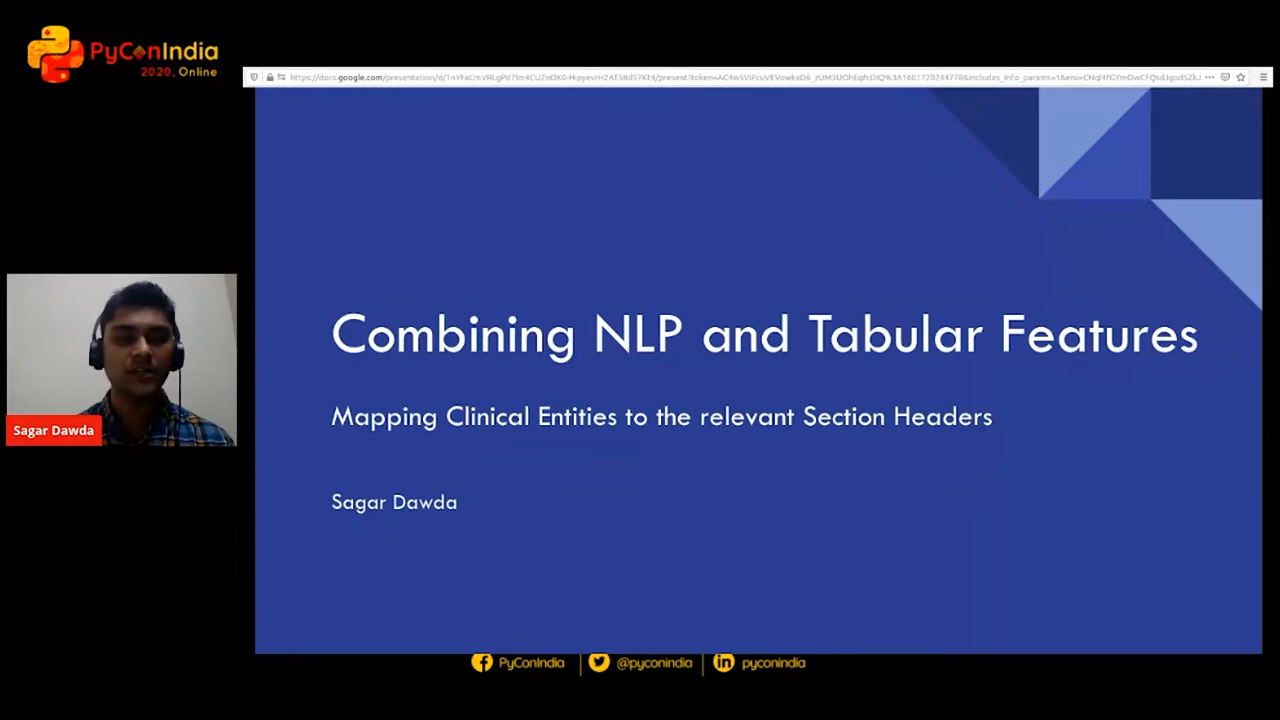 PyConIndia
2020, Online
Combining NLP and Tabular Features
Mapping Clinical Entities to the relevant Section Headers
Sagar Dawda
Sagar Dawda
PyConIndia
@pyconindia
pyconindia